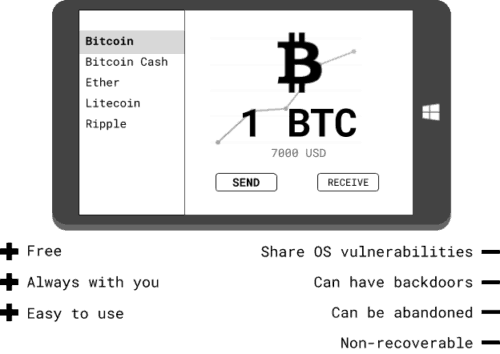 Bitcoin
Bitcoin Cash
Ether
Litecoin
Ripple
1 BTC
7000 USD
SEND
RECEIVE
Free
Always with you
Easy to use
Share OS vulnerabilities
Can have backdoors
Can be abandoned
Non-recoverable